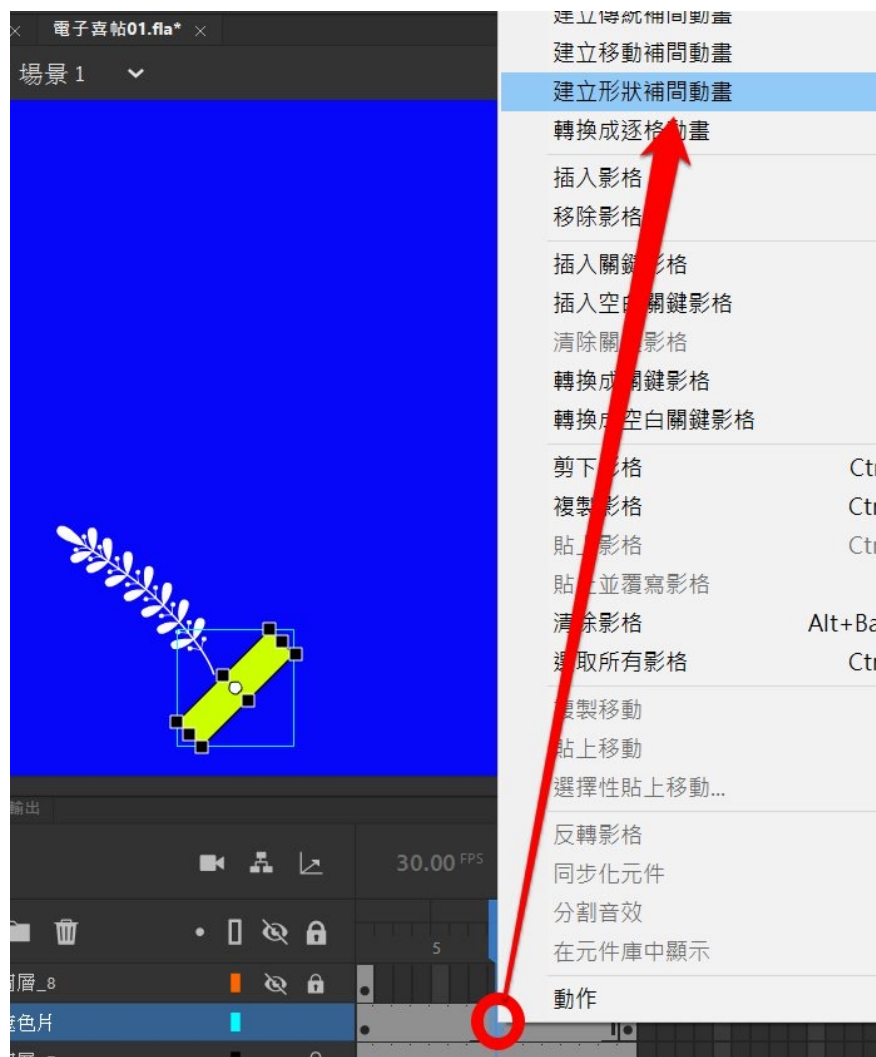 電子喜帖01.fla*
場景 1
建立傳統補間動畫
建立移動補間動畫
建立形狀補間動畫
轉換成逐格動畫
插入影格
移除影格
插入關鍵影格
插入空白關鍵影格
清除關鍵影格
轉換成關鍵影格
轉換成空白關鍵影格
剪下影格 Ctr
複製影格 Ctr
貼上影格 Ctr
貼上並覆寫影格
清除影格 Alt+Ba
選取所有影格 Ctr
複製移動
貼上移動
選擇性貼上移動...
反轉影格
同步化元件
分割音效
在元件庫中顯示
動作
輸出
30.00 FPS
5
圖層_8
遮色片